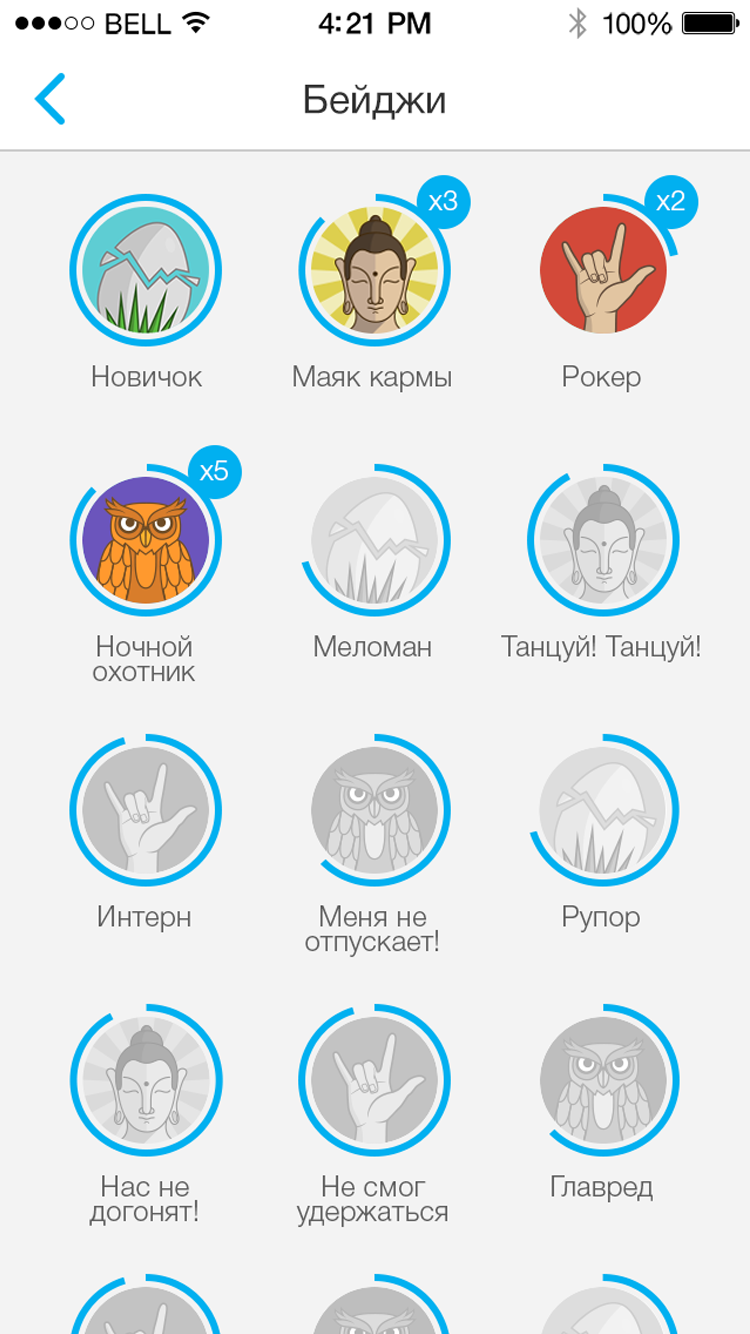 BELL 4:21 PM 100%
Бейджи
x3
x2
Новичок
Маяк кармы
Рокер
x5
Ночной
охотник
Меломан
Танцуй! Танцуй!
Интерн
Меня не
отпускает!
Рупор
Нас не
догонят!
Не смог
удержаться
Главред